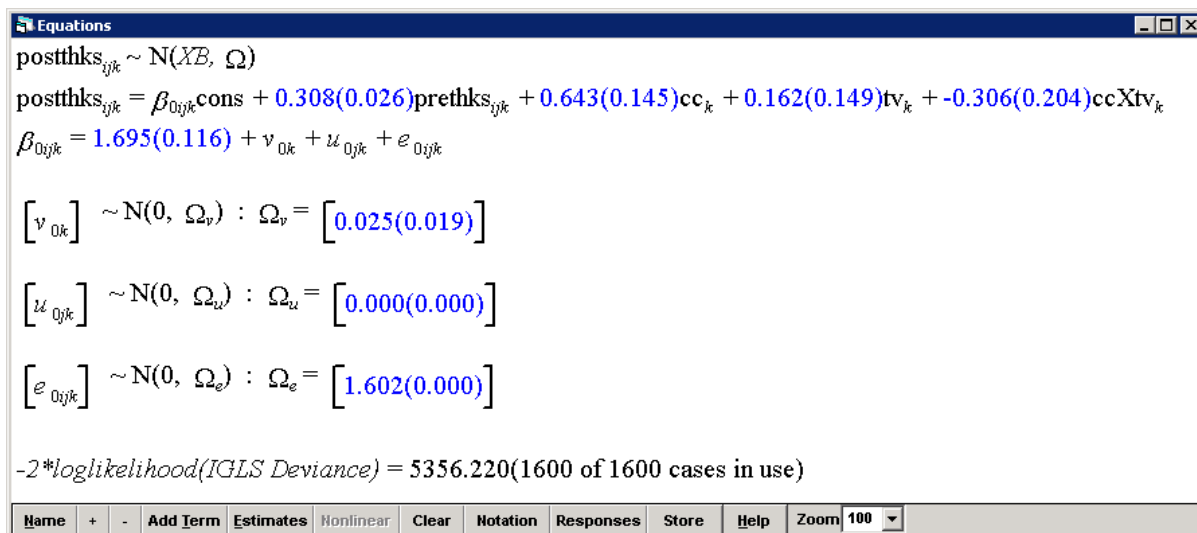 Equations
postthks_ijk ~ N(XB, Ω)
postthks_ijk = β_0ijk cons + 0.308(0.026)prethks_ijk + 0.643(0.145)cc_k + 0.162(0.149)tv_k + -0.306(0.204)ccXtv_k
β_0ijk = 1.695(0.116) + v_0k + u_0jk + e_0ijk
[v_0k] ~ N(0, Ω_v) : Ω_v = [0.025(0.019)]
[u_0jk] ~ N(0, Ω_u) : Ω_u = [0.000(0.000)]
[e_0ijk] ~ N(0, Ω_e) : Ω_e = [1.602(0.000)]
-2*loglikelihood(IGLS Deviance) = 5356.220(1600 of 1600 cases in use)
Name + - Add Term Estimates Nonlinear Clear Notation Responses Store Help Zoom 100